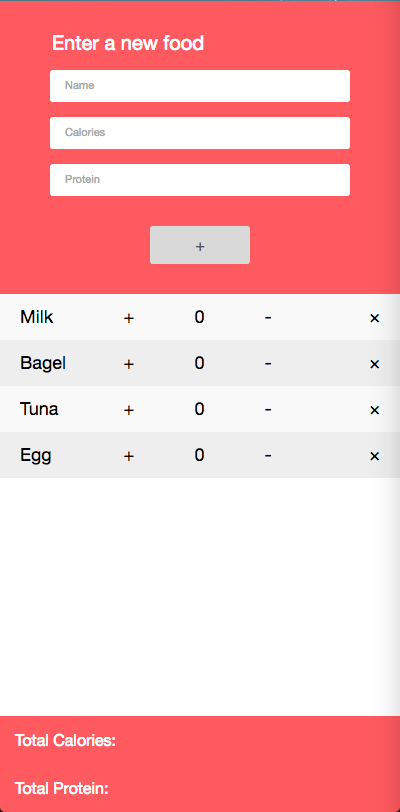 Enter a new food
Name
Calories
Protein
+
Milk + 0 - ×
Bagel + 0 - ×
Tuna + 0 - ×
Egg + 0 - ×
Total Calories:
Total Protein: